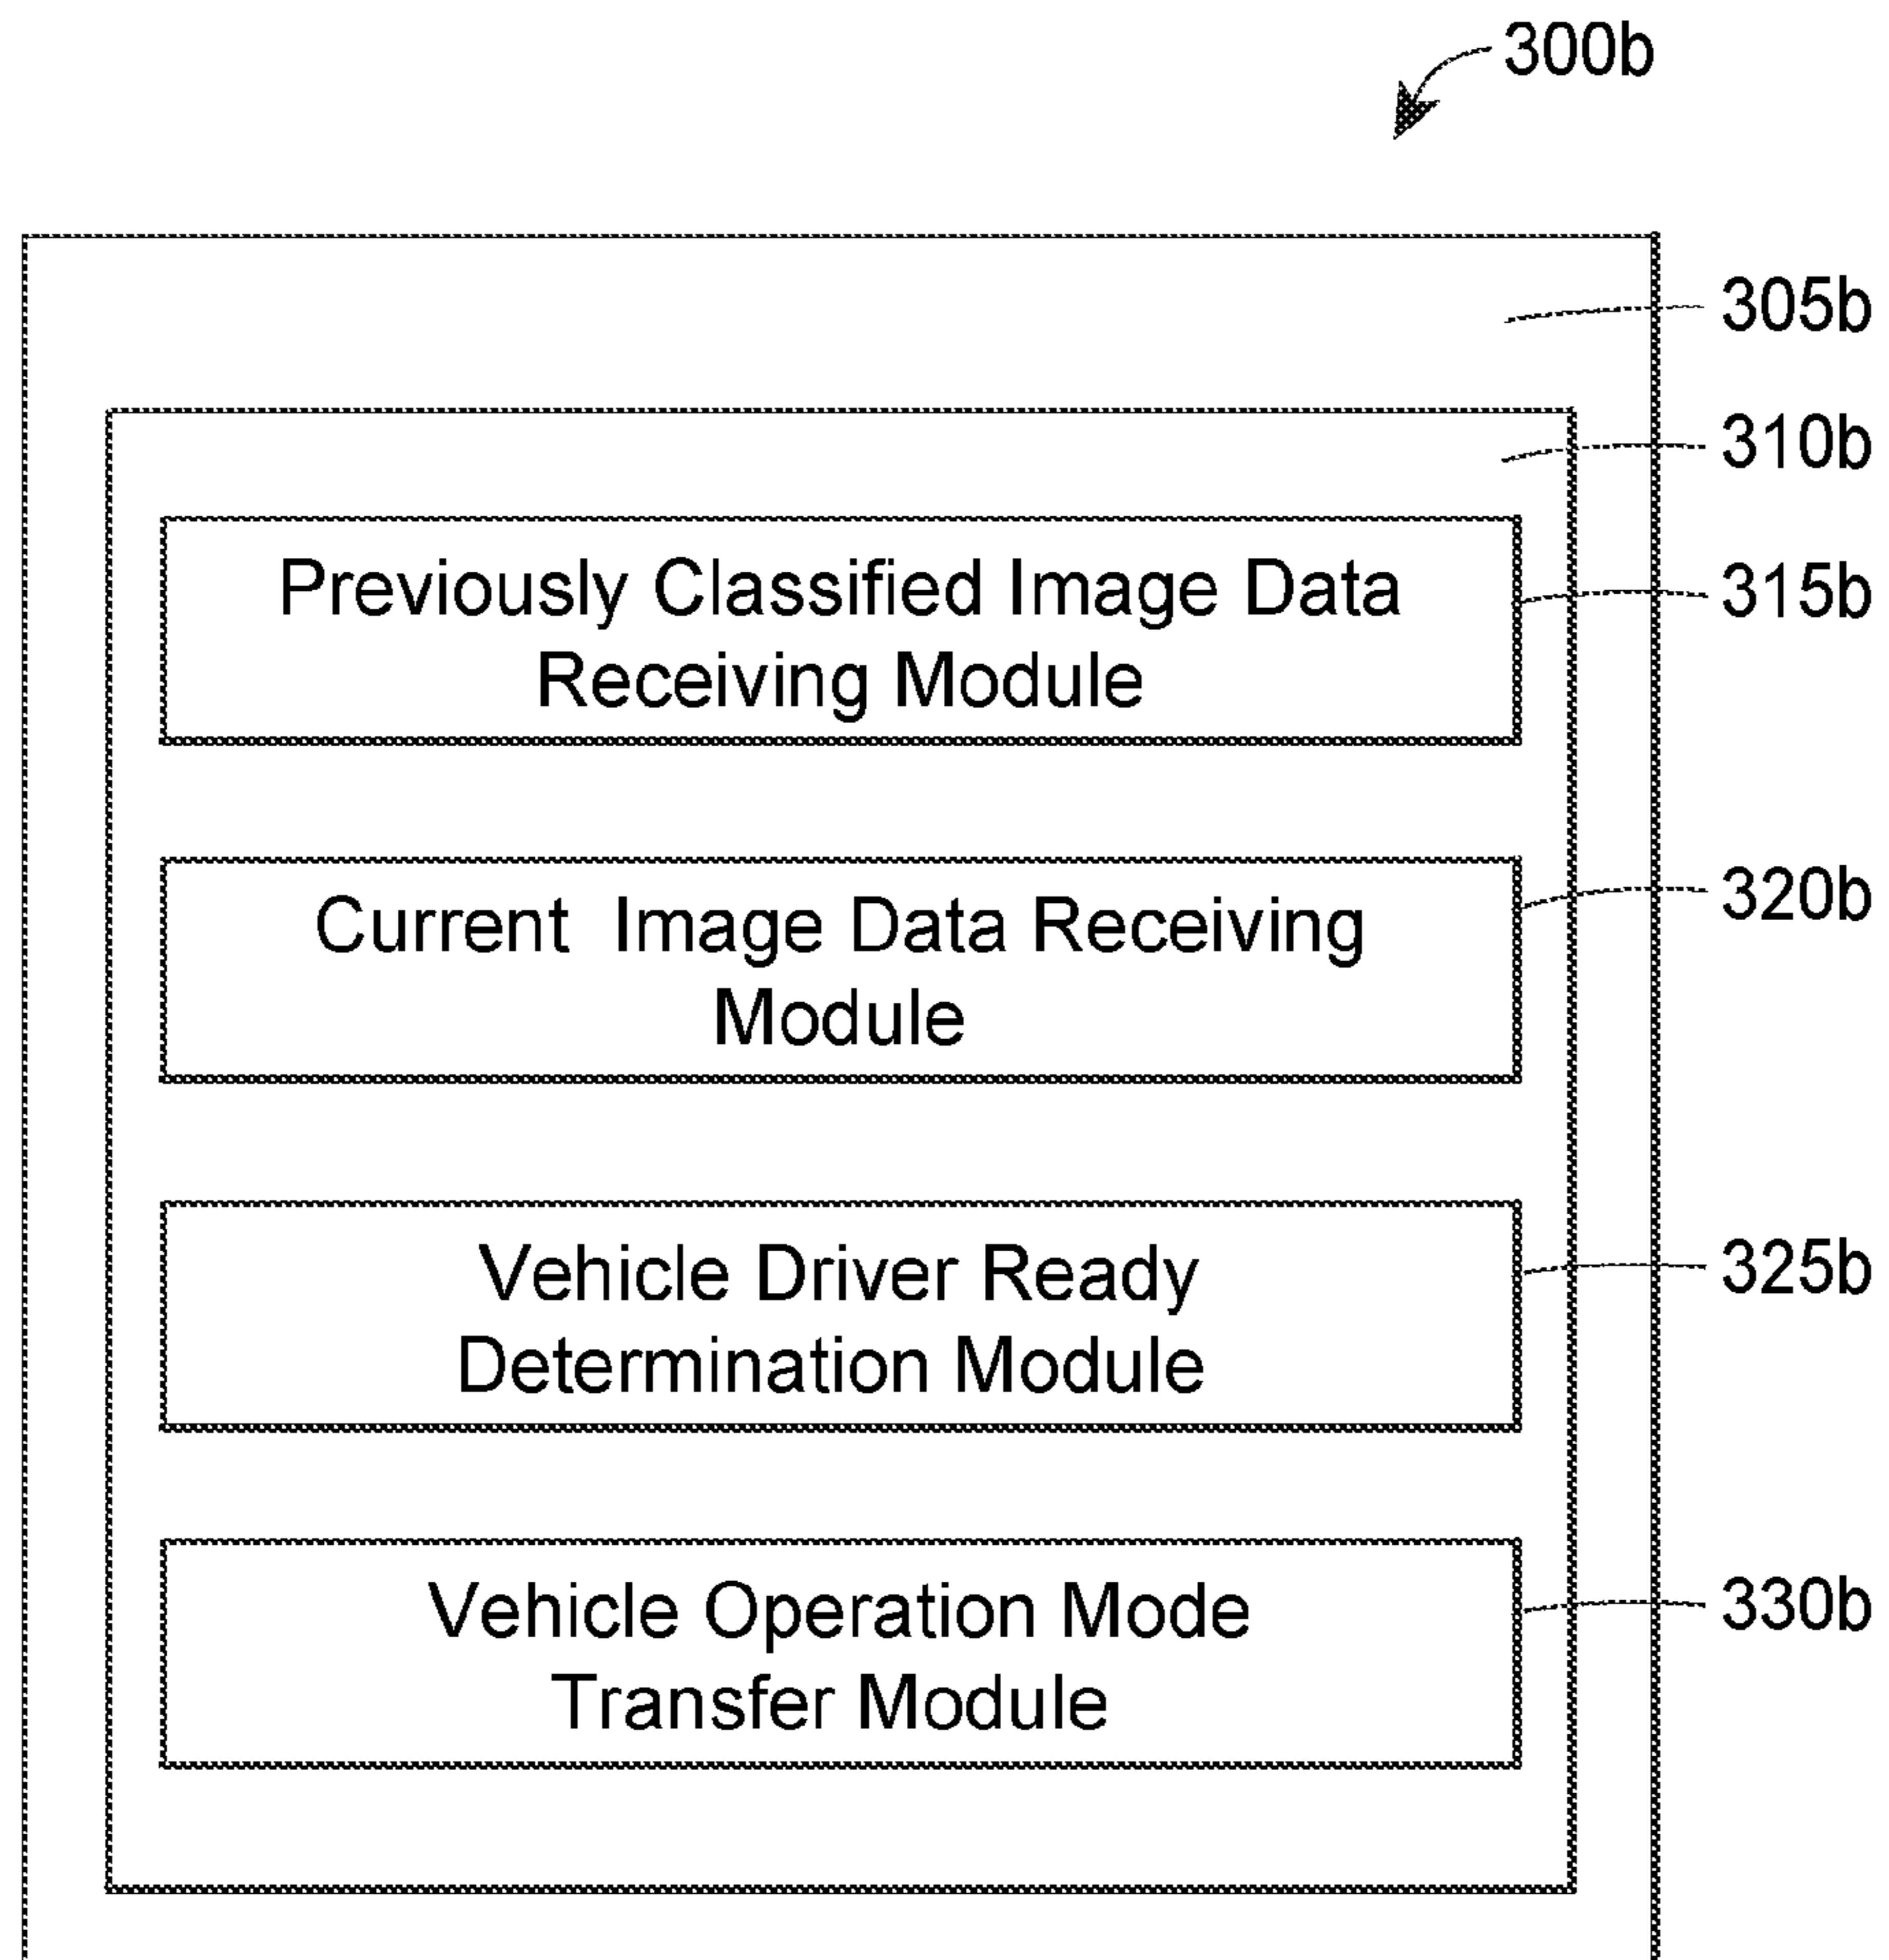 300b
305b
310b
Previously Classified Image Data
Receiving Module
315b
Current Image Data Receiving
Module
320b
Vehicle Driver Ready
Determination Module
325b
Vehicle Operation Mode
Transfer Module
330b